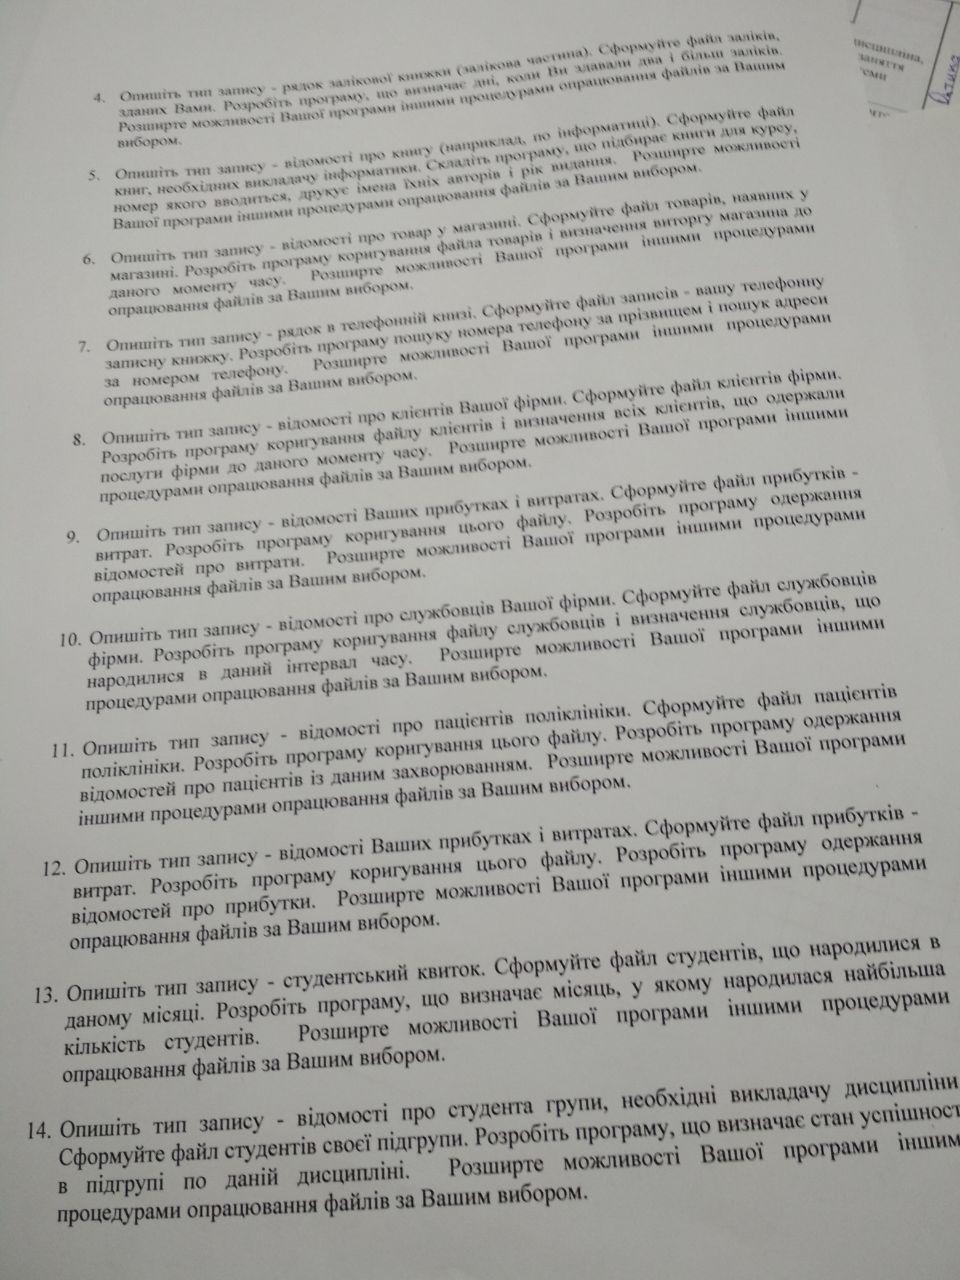 4. Опишіть тип запису - рядок залікової книжки (залікова частина). Сформуйте файл заліків,
зданих Вами. Розробіть програму, що визначає дні, коли Ви здавали два і більш заліків.
Розширте можливості Вашої програми іншими процедурами опрацювання файлів за Вашим
вибором.
5. Опишіть тип запису - відомості про книгу (наприклад, по інформатиці). Сформуйте файл
книг, необхідних викладачу інформатики. Складіть програму, що підбирає книги для курсу,
номер якого вводиться, друкує імена їхніх авторів і рік видання. Розширте можливості
Вашої програми іншими процедурами опрацювання файлів за Вашим вибором.
6. Опишіть тип запису - відомості про товар у магазині. Сформуйте файл товарів, наявних у
магазині. Розробіть програму коригування файла товарів і визначення виторгу магазина до
даного моменту часу. Розширте можливості Вашої програми іншими процедурами
опрацювання файлів за Вашим вибором.
7. Опишіть тип запису - рядок в телефонній книзі. Сформуйте файл записів - вашу телефонну
записну книжку. Розробіть програму пошуку номера телефону за прізвищем і пошук адреси
за номером телефону. Розширте можливості Вашої програми іншими процедурами
опрацювання файлів за Вашим вибором.
8. Опишіть тип запису - відомості про клієнтів Вашої фірми. Сформуйте файл клієнтів фірми.
Розробіть програму коригування файлу клієнтів і визначення всіх клієнтів, що одержали
послуги фірми до даного моменту часу. Розширте можливості Вашої програми іншими
процедурами опрацювання файлів за Вашим вибором.
9. Опишіть тип запису - відомості Ваших прибутках і витратах. Сформуйте файл прибутків -
витрат. Розробіть програму коригування цього файлу. Розробіть програму одержання
відомостей про витрати. Розширте можливості Вашої програми іншими процедурами
опрацювання файлів за Вашим вибором.
10. Опишіть тип запису - відомості про службовців Вашої фірми. Сформуйте файл службовців
фірми. Розробіть програму коригування файлу службовців і визначення службовців, що
народилися в даний інтервал часу. Розширте можливості Вашої програми іншими
процедурами опрацювання файлів за Вашим вибором.
11. Опишіть тип запису - відомості про пацієнтів поліклініки. Сформуйте файл пацієнтів
поліклініки. Розробіть програму коригування цього файлу. Розробіть програму одержання
відомостей про пацієнтів із даним захворюванням. Розширте можливості Вашої програми
іншими процедурами опрацювання файлів за Вашим вибором.
12. Опишіть тип запису - відомості Ваших прибутках і витратах. Сформуйте файл прибутків -
витрат. Розробіть програму коригування цього файлу. Розробіть програму одержання
відомостей про прибутки. Розширте можливості Вашої програми іншими процедурами
опрацювання файлів за Вашим вибором.
13. Опишіть тип запису - студентський квиток. Сформуйте файл студентів, що народилися в
даному місяці. Розробіть програму, що визначає місяць, у якому народилася найбільша
кількість студентів. Розширте можливості Вашої програми іншими процедурами
опрацювання файлів за Вашим вибором.
14. Опишіть тип запису - відомості про студента групи, необхідні викладачу дисципліни
Сформуйте файл студентів своєї підгрупи. Розробіть програму, що визначає стан успішност
в підгрупі по даній дисципліні. Розширте можливості Вашої програми іншим
процедурами опрацювання файлів за Вашим вибором.